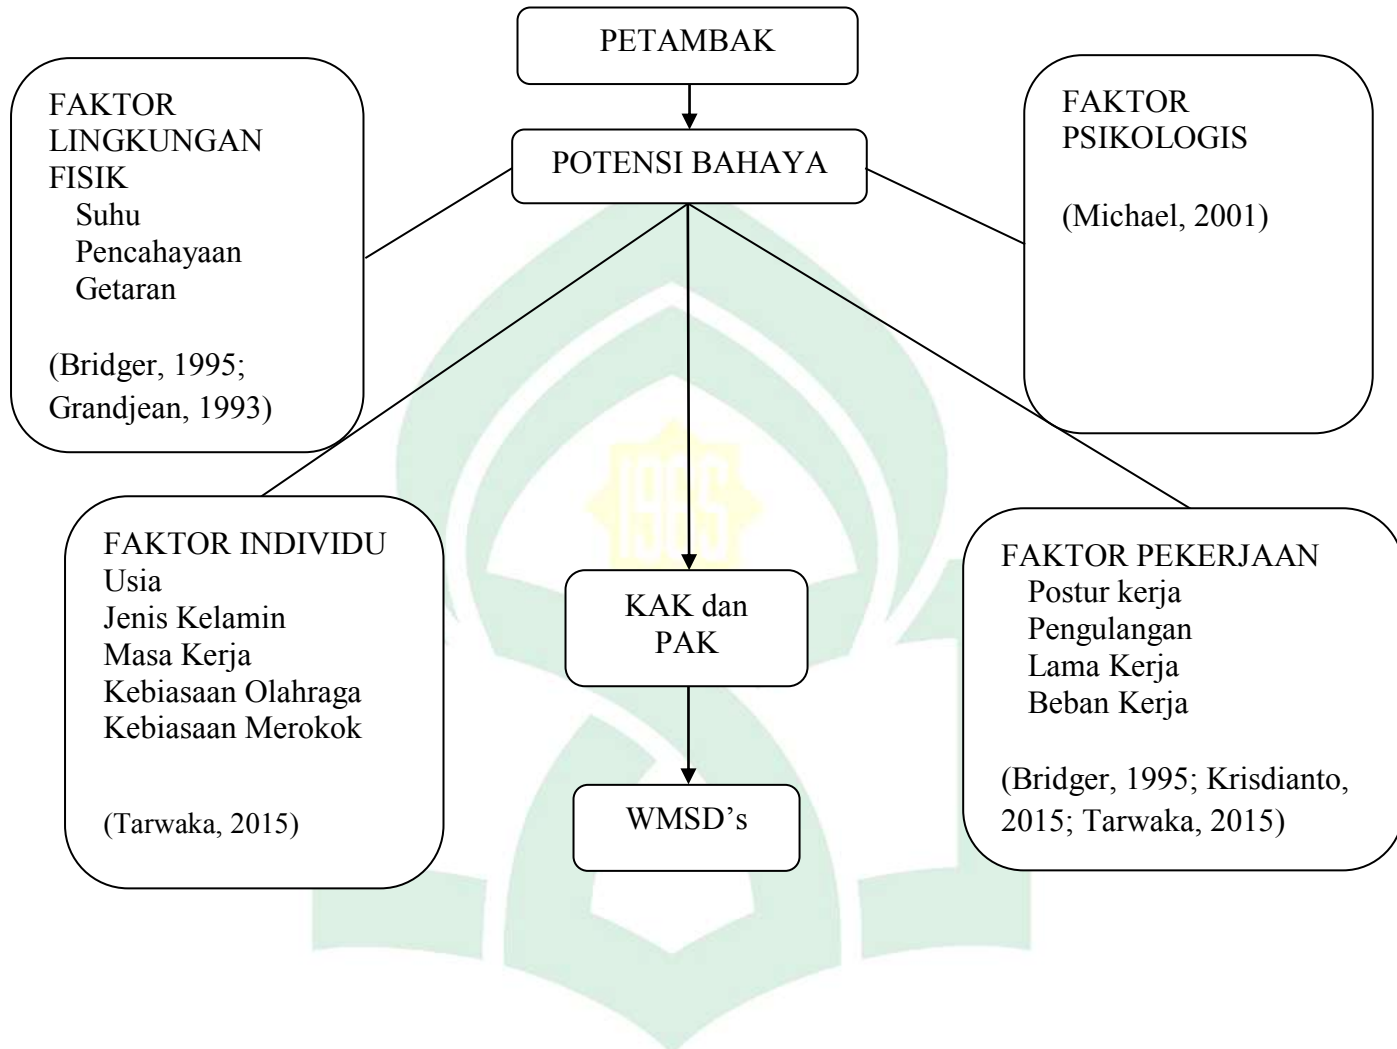 PETAMBAK
POTENSI BAHAYA
FAKTOR
LINGKUNGAN
FISIK
Suhu
Pencahayaan
Getaran
(Bridger, 1995;
Grandjean, 1993)
FAKTOR
PSIKOLOGIS
(Michael, 2001)
FAKTOR INDIVIDU
Usia
Jenis Kelamin
Masa Kerja
Kebiasaan Olahraga
Kebiasaan Merokok
(Tarwaka, 2015)
1965
KAK dan
PAK
WMSD’s
FAKTOR PEKERJAAN
Postur kerja
Pengulangan
Lama Kerja
Beban Kerja
(Bridger, 1995; Krisdianto,
2015; Tarwaka, 2015)